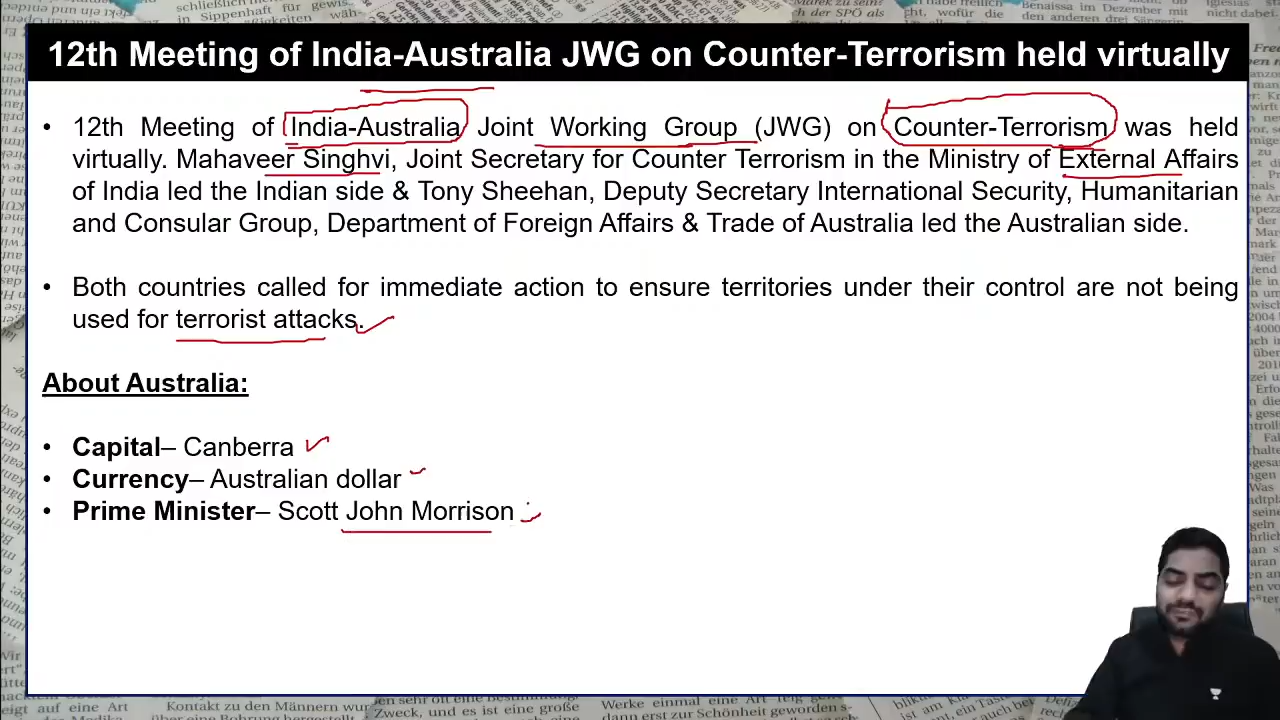 12th Meeting of India-Australia JWG on Counter-Terrorism held virtually
• 12th Meeting of India-Australia Joint Working Group (JWG) on Counter-Terrorism was held
virtually. Mahaveer Singhvi, Joint Secretary for Counter Terrorism in the Ministry of External Affairs
of India led the Indian side & Tony Sheehan, Deputy Secretary International Security, Humanitarian
and Consular Group, Department of Foreign Affairs & Trade of Australia led the Australian side.
• Both countries called for immediate action to ensure territories under their control are not being
used for terrorist attacks.
About Australia:
• Capital– Canberra
• Currency– Australian dollar
• Prime Minister– Scott John Morrison